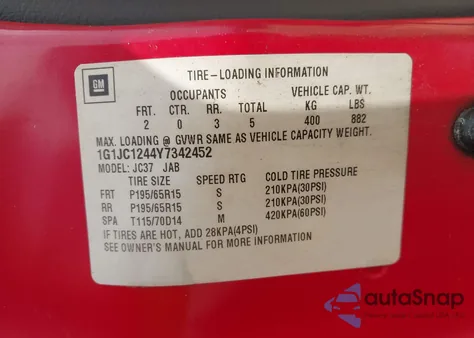 GM
TIRE-LOADING INFORMATION
OCCUPANTS VEHICLE CAP. WT.
FRT. CTR. RR. TOTAL KG LBS
2 0 3 5 400 882
MAX. LOADING @ GVWR SAME AS VEHICLE CAPACITY WEIGHT.
1G1JC1244Y7342452
MODEL: JC37 JAB
TIRE SIZE SPEED RTG COLD TIRE PRESSURE
FRT P195/65R15 S 210KPA(30PSI)
RR P195/65R15 S 210KPA(30PSI)
SPA T115/70D14 M 420KPA(60PSI)
IF TIRES ARE HOT, ADD 28KPA(4PSI)
SEE OWNER'S MANUAL FOR MORE INFORMATION
autoSnap